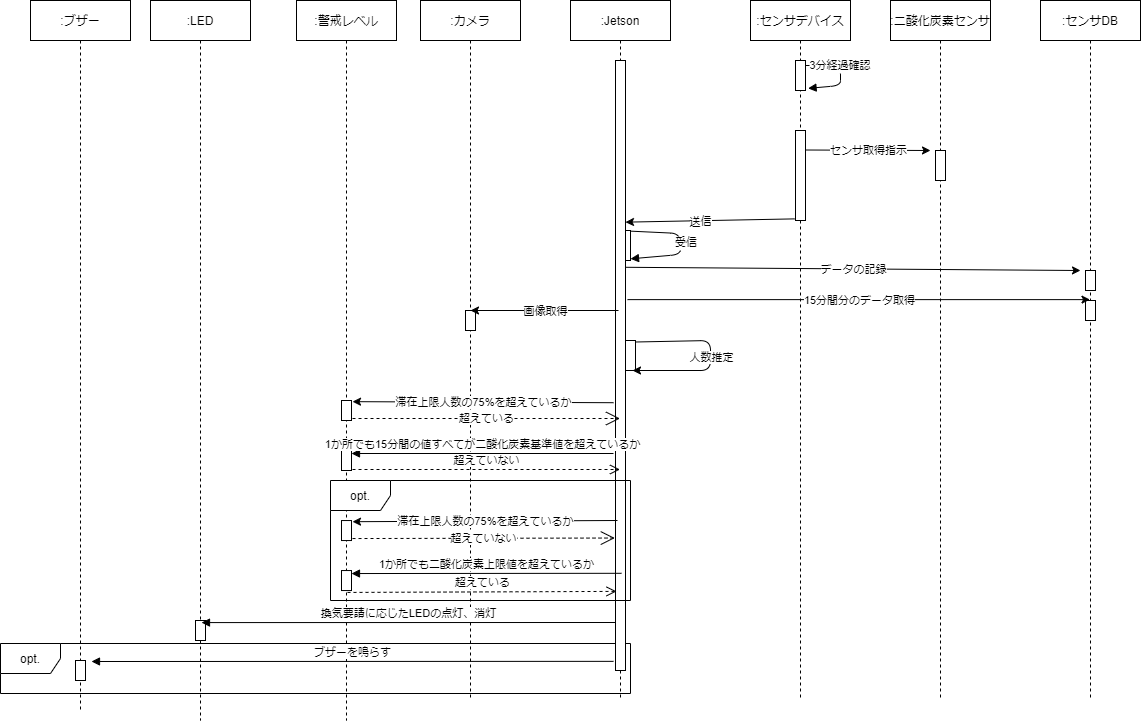 :ブザー
:LED
:警戒レベル
:カメラ
:Jetson
:センサデバイス
:二酸化炭素センサ
:センサDB
3分経過確認
センサ取得指示
送信
受信
データの記録
15分間分のデータ取得
画像取得
人数推定
滞在上限人数の75%を超えているか
超えている
1か所でも15分間の値すべてが二酸化炭素基準値を超えているか
超えていない
opt.
滞在上限人数の75%を超えているか
超えていない
1か所でも二酸化炭素上限値を超えているか
超えている
換気要請に応じたLEDの点灯、消灯
opt.
ブザーを鳴らす